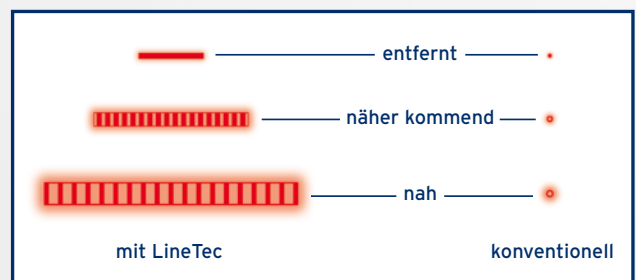 entfernt
näher kommend
nah
mit LineTec
konventionell